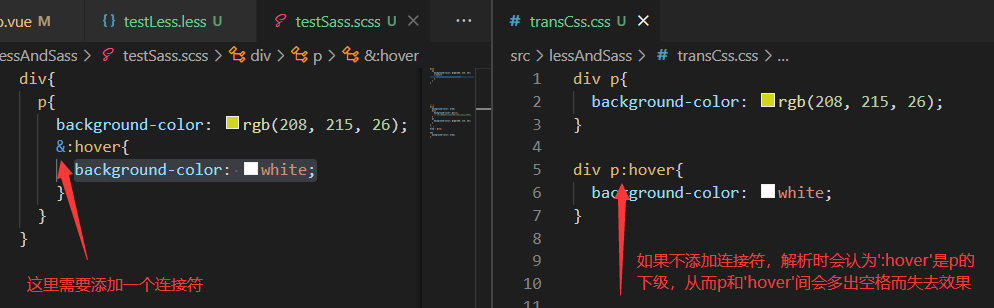 p.vue M
testLess.less U
testSass.scss U
lessAndSass > testSass.scss > div > p > &:hover
div{
p{
background-color: rgb(208, 215, 26);
&:hover{
background-color: white;
}
}
}
这里需要添加一个连接符
# transCss.css U
src > lessAndSass > # transCss.css > ...
1 div p{
2 background-color: rgb(208, 215, 26);
3 }
4
5 div p:hover{
6 background-color: white;
7 }
8
9
10
11
如果不添加连接符，解析时会认为':hover'是p的
下级，从而p和'hover'间会多出空格而失去效果